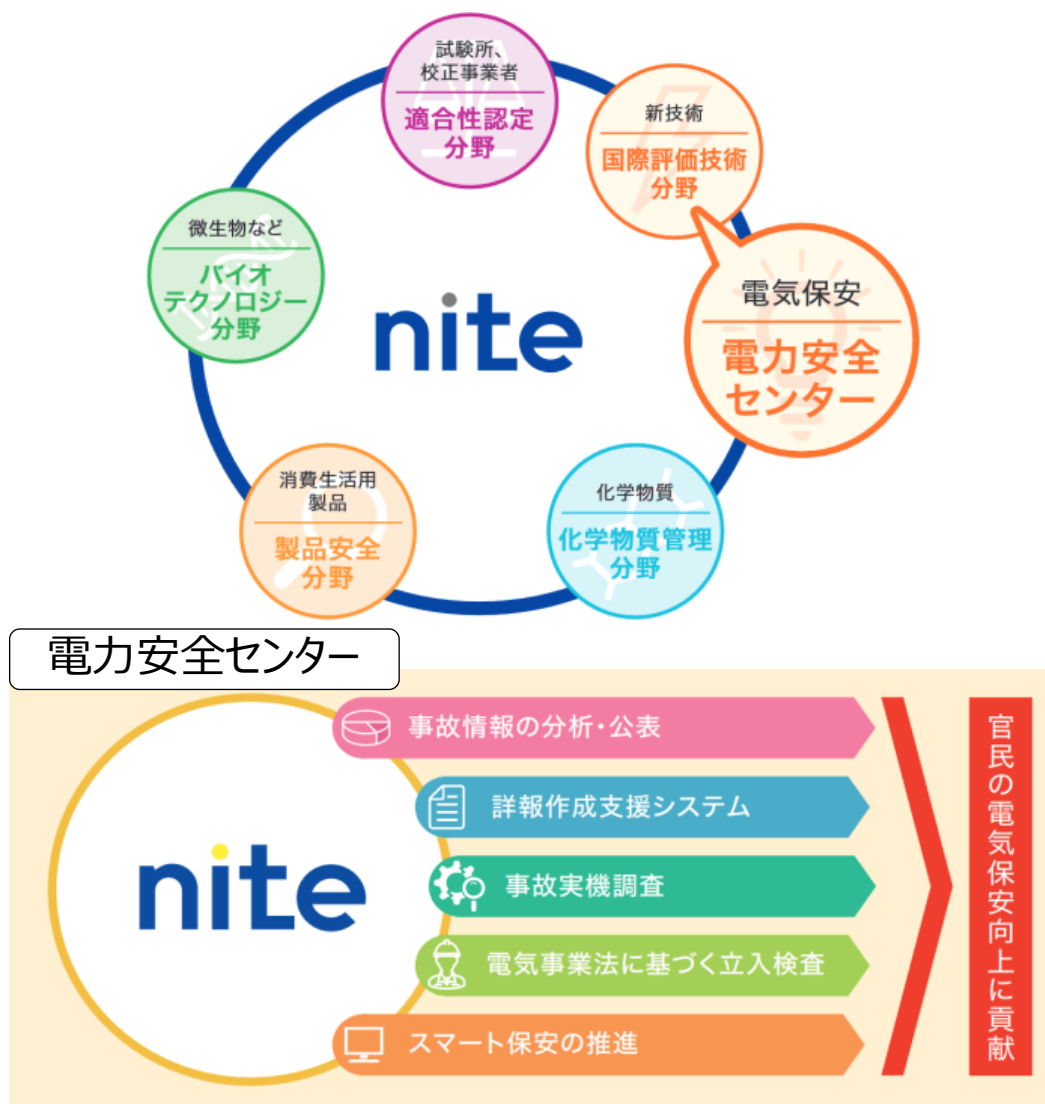 試験所、
校正事業者
適合性認定
分野
新技術
国際評価技術
分野
微生物など
バイオ
テクノロジー
分野
nite
電気保安
電力安全
センター
消費生活用
製品
製品安全
分野
化学物質
化学物質管理
分野
電力安全センター
nite
事故情報の分析・公表
詳報作成支援システム
事故実機調査
電気事業法に基づく立入検査
スマート保安の推進
官民の電気保安向上に貢献